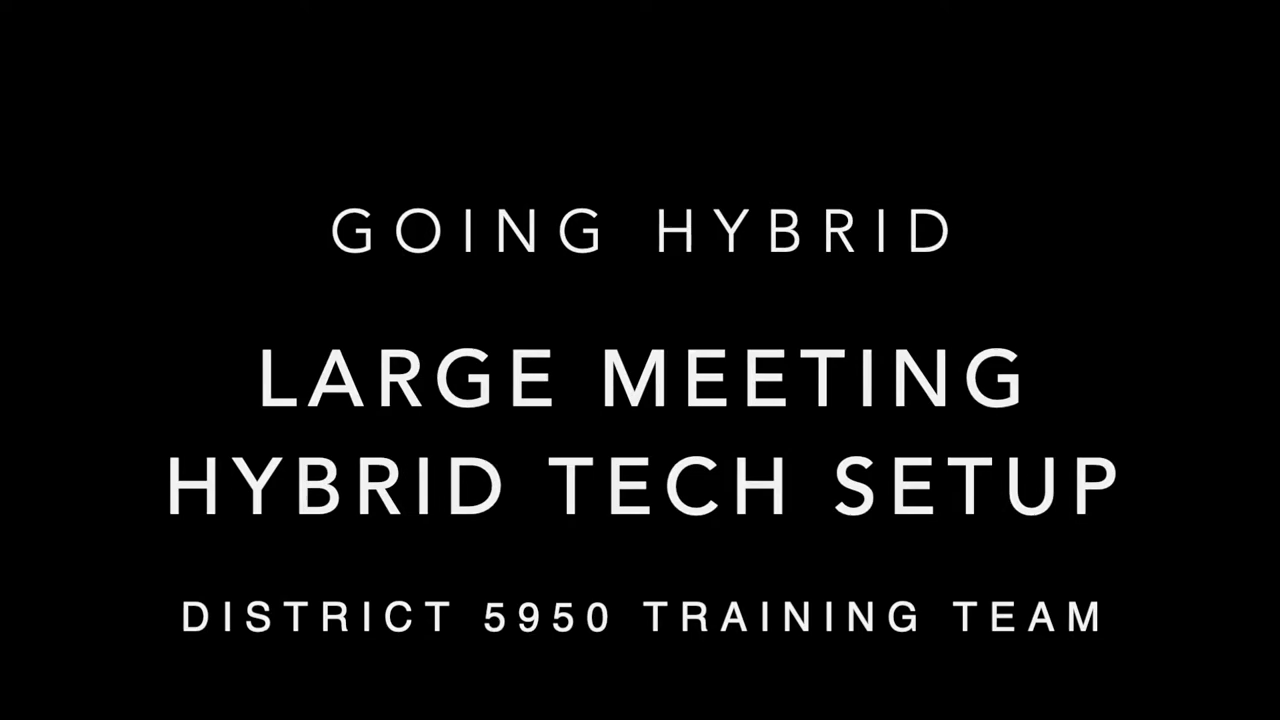 GOING HYBRID
LARGE MEETING
HYBRID TECH SETUP
DISTRICT 5950 TRAINING TEAM